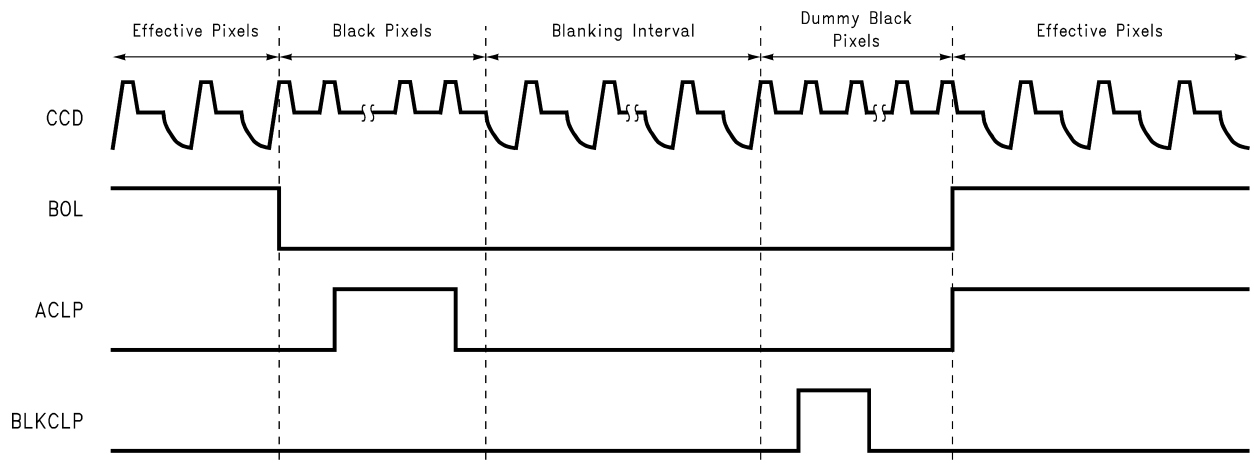 Effective Pixels
Black Pixels
Blanking Interval
Dummy Black
Pixels
Effective Pixels
CCD
BOL
ACLP
BLKCLP